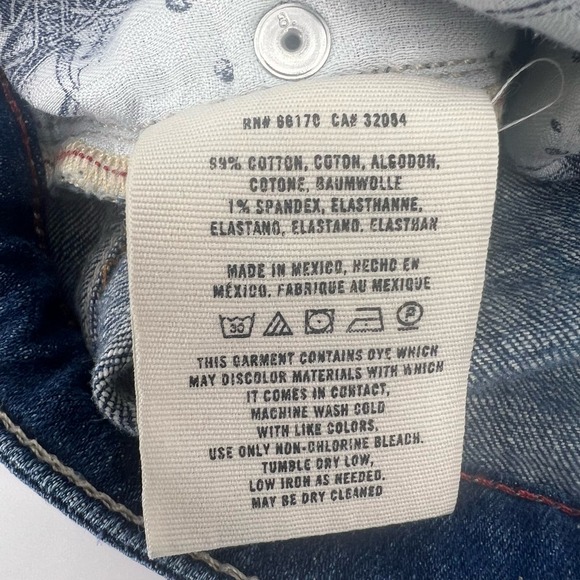 RN# 66170 CA# 32084
99% COTTON, COTON, ALGODON,
COTONE, BAUMWOLLE
1% SPANDEX, ELASTHANNE,
ELASTANO, ELASTANO, ELASTHAN
MADE IN MEXICO, HECHO EN
MÉXICO, FABRIQUE AU MEXIQUE
30 P
THIS GARMENT CONTAINS DYE WHICH
MAY DISCOLOR MATERIALS WITH WHICH
IT COMES IN CONTACT,
MACHINE WASH COLD
WITH LIKE COLORS.
USE ONLY NON-CHLORINE BLEACH.
TUMBLE DRY LOW,
LOW IRON AS NEEDED.
MAY BE DRY CLEANED